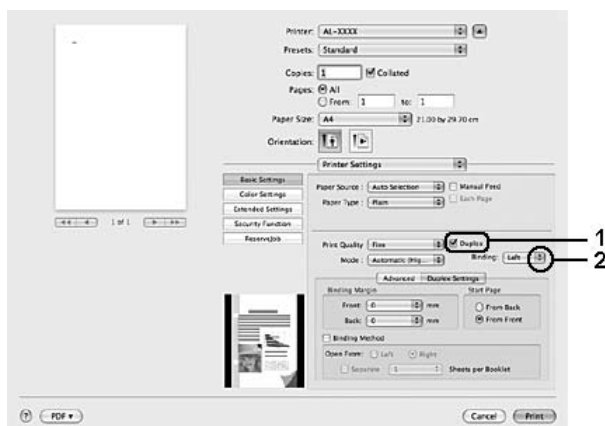 Printer: AL-XXXX
Presets: Standard
Copies: 1 Collated
Pages: All
From: 1 to: 1
Paper Size: A4 21.00 by 29.70 cm
Orientation:
Printer Settings
Basic Settings
Color Settings
Extended Settings
Security Function
ReserveJob
1 of 1
Paper Source : Auto Selection Manual Feed
Paper Type : Plain Each Page
Print Quality : Fine Duplex 1
Mode : Automatic (Hig... Binding: Left 2
Advanced Duplex Settings
Binding Margin Start Page
Front: 0 mm From Back
Back: 0 mm From Front
Binding Method
Open From: Left Right
Separate 1 Sheets per Booklet
? PDF ▾ Cancel Print